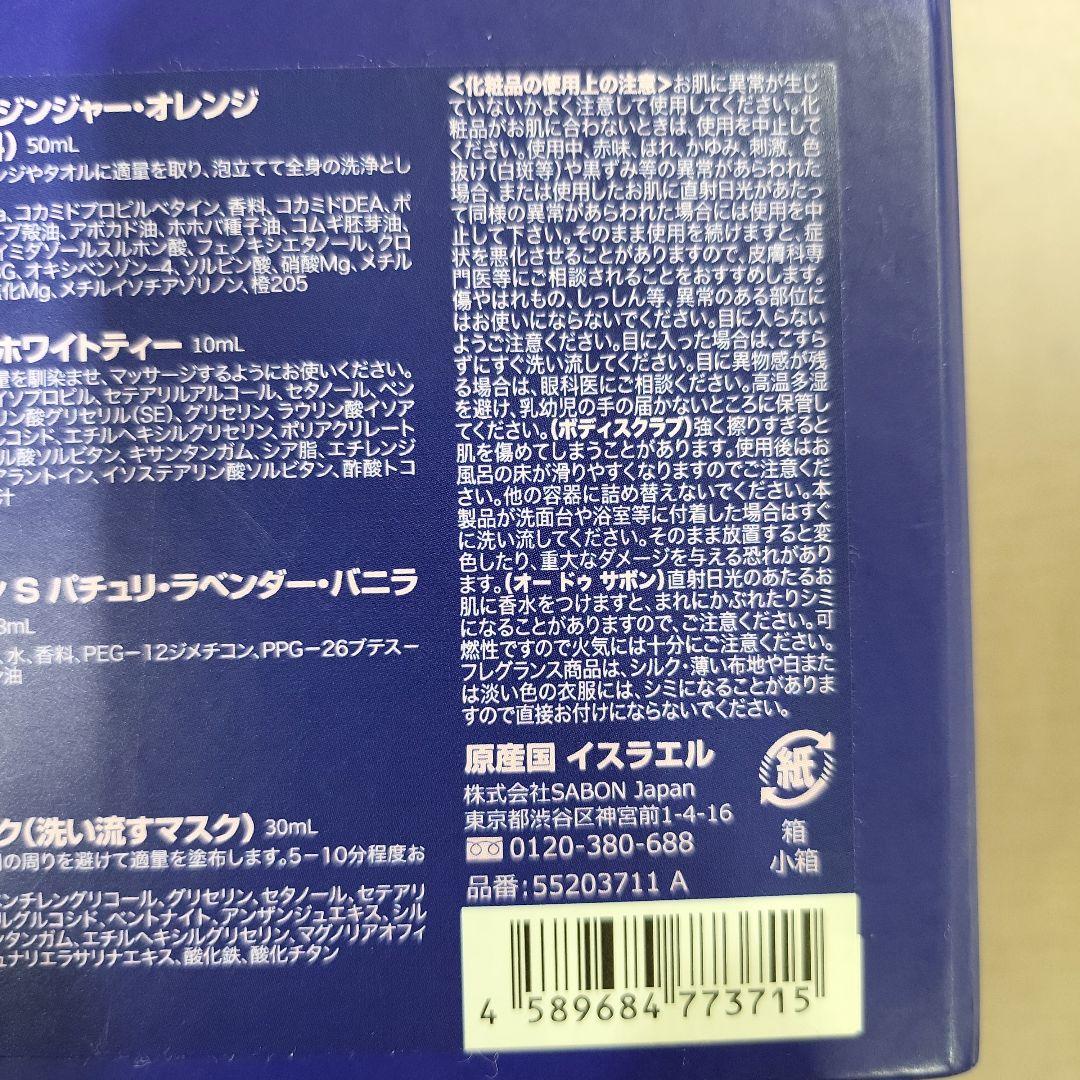 ジンジャー・オレンジ
50mL
ンジやタオルに適量を取り、泡立てて全身の洗浄とし
コカミドプロピルベタイン、香料、コカミドDEA、ポ
ープ殻油、アボカド油、ホホバ種子油、コムギ胚芽油、
イミダゾールスルホン酸、フェノキシエタノール、クロ
G、オキシベンゾン-4、ソルビン酸、硝酸Mg、メチル
塩化Mg、メチルイソチアゾリノン、橙205
ホワイトティー 10mL
量を馴染ませ、マッサージするようにお使いください。
イソプロピル、セテアリルアルコール、セタノール、ペン
リン酸グリセリル(SE)、グリセリン、ラウリン酸イソア
ルコシド、エチルヘキシルグリセリン、ポリアクリレート
ル酸ソルビタン、キサンタンガム、シア脂、エチレンジ
アラントイン、イソステアリン酸ソルビタン、酢酸トコ
汁
S パチュリ・ラベンダー・バニラ
3mL
、水、香料、PEG-12ジメチコン、PPG-26ブテスー
油
ク(洗い流すマスク) 30mL
の周りを避けて適量を塗布します。5-10分程度お
ペンチレングリコール、グリセリン、セタノール、セテアリ
ルグルコシド、ベントナイト、アンザンジュエキス、シル
ンタンガム、エチルヘキシルグリセリン、マグノリアオフィ
ュナリエラサリナエキス、酸化鉄、酸化チタン
<化粧品の使用上の注意>お肌に異常が生じ
ていないかよく注意して使用してください。化
粧品がお肌に合わないときは、使用を中止して
ください。使用中、赤味、はれ、かゆみ、刺激、色
抜け(白斑等)や黒ずみ等の異常があらわれた
場合、または使用したお肌に直射日光があたっ
て同様の異常があらわれた場合には使用を中
止して下さい。そのまま使用を続けますと、症
状を悪化させることがありますので、皮膚科専
門医等にご相談されることをおすすめします。
傷やはれもの、しっしん等、異常のある部位に
はお使いにならないでください。目に入らない
ようご注意ください。目に入った場合は、こすら
ずにすぐ洗い流してください。目に異物感が残
る場合は、眼科医にご相談ください。高温多湿
を避け、乳幼児の手の届かないところに保管し
てください。(ボディスクラブ)強く擦りすぎると
肌を傷めてしまうことがあります。使用後はお
風呂の床が滑りやすくなりますのでご注意くだ
さい。他の容器に詰め替えないでください。本
製品が洗面台や浴室等に付着した場合はすぐ
に洗い流してください。そのまま放置すると変
色したり、重大なダメージを与える恐れがあり
ます。(オー ドゥ サボン)直射日光のあたるお
肌に香水をつけますと、まれにかぶれたりシミ
になることがありますので、ご注意ください。可
燃性ですので火気には十分にご注意ください。
フレグランス商品は、シルク・薄い布地や白また
は淡い色の衣服には、シミになることがありま
すので直接お付けにならないでください。
原産国 イスラエル
株式会社SABON Japan
東京都渋谷区神宮前1-4-16
0120-380-688
品番:55203711 A
紙
箱
小箱
4 589684 773715